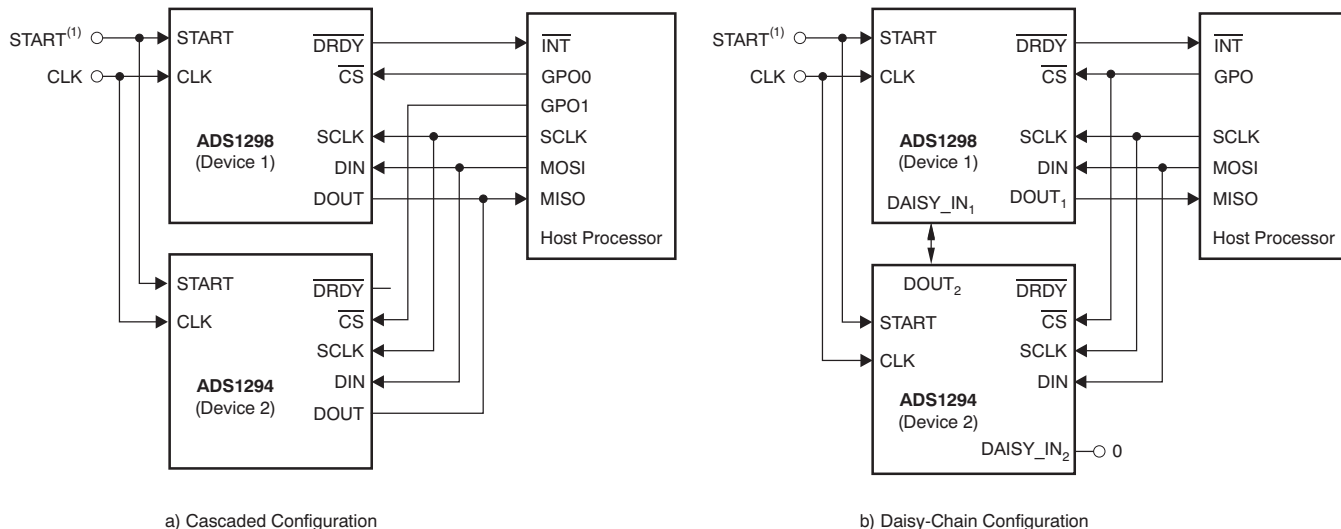 START(1)
CLK
START
CLK
ADS1298
(Device 1)
DRDY
CS
SCLK
DIN
DOUT
INT
GPO0
GPO1
SCLK
MOSI
MISO
Host Processor
START
CLK
ADS1294
(Device 2)
DRDY
CS
SCLK
DIN
DOUT
a) Cascaded Configuration
START(1)
CLK
START
CLK
ADS1298
(Device 1)
DRDY
CS
SCLK
DIN
DOUT1
DAISY_IN1
INT
GPO
SCLK
MOSI
MISO
Host Processor
DOUT2
START
CLK
ADS1294
(Device 2)
DRDY
CS
SCLK
DIN
DAISY_IN2
0
b) Daisy-Chain Configuration